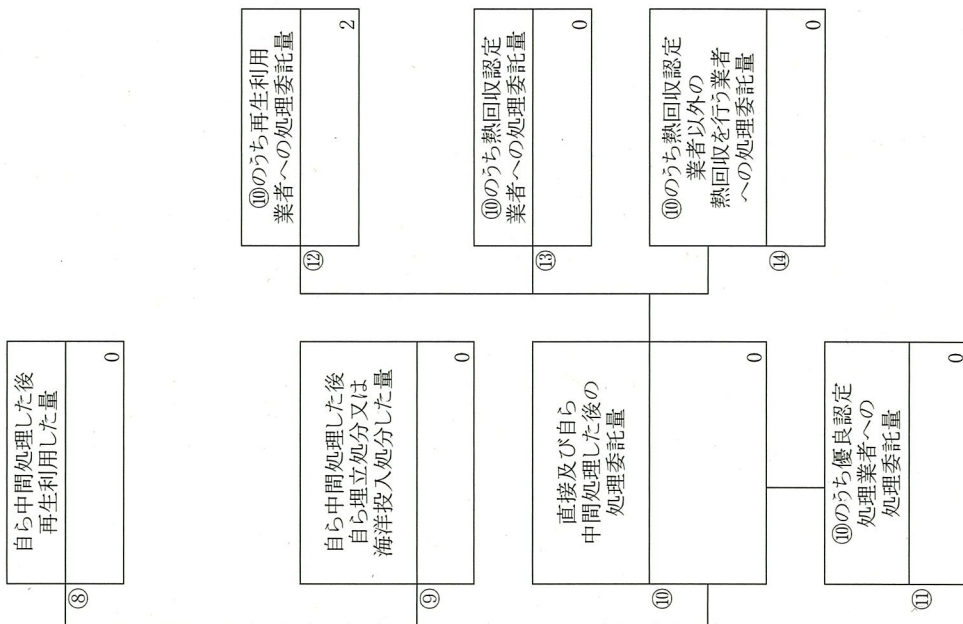 ⑧
自ら中間処理した後
再生利用した量
0
⑨
自ら中間処理した後
自ら埋立処分又は
海洋投入処分した量
0
⑩
直接及び自ら
中間処理した後の
処理委託量
0
⑪
⑩のうち優良認定
処理業者への
処理委託量
0
⑫
⑩のうち再生利用
業者への処理委託量
2
⑬
⑩のうち熱回収認定
業者への処理委託量
0
⑭
⑩のうち熱回収認定
業者以外の
熱回収を行う業者
への処理委託量
0